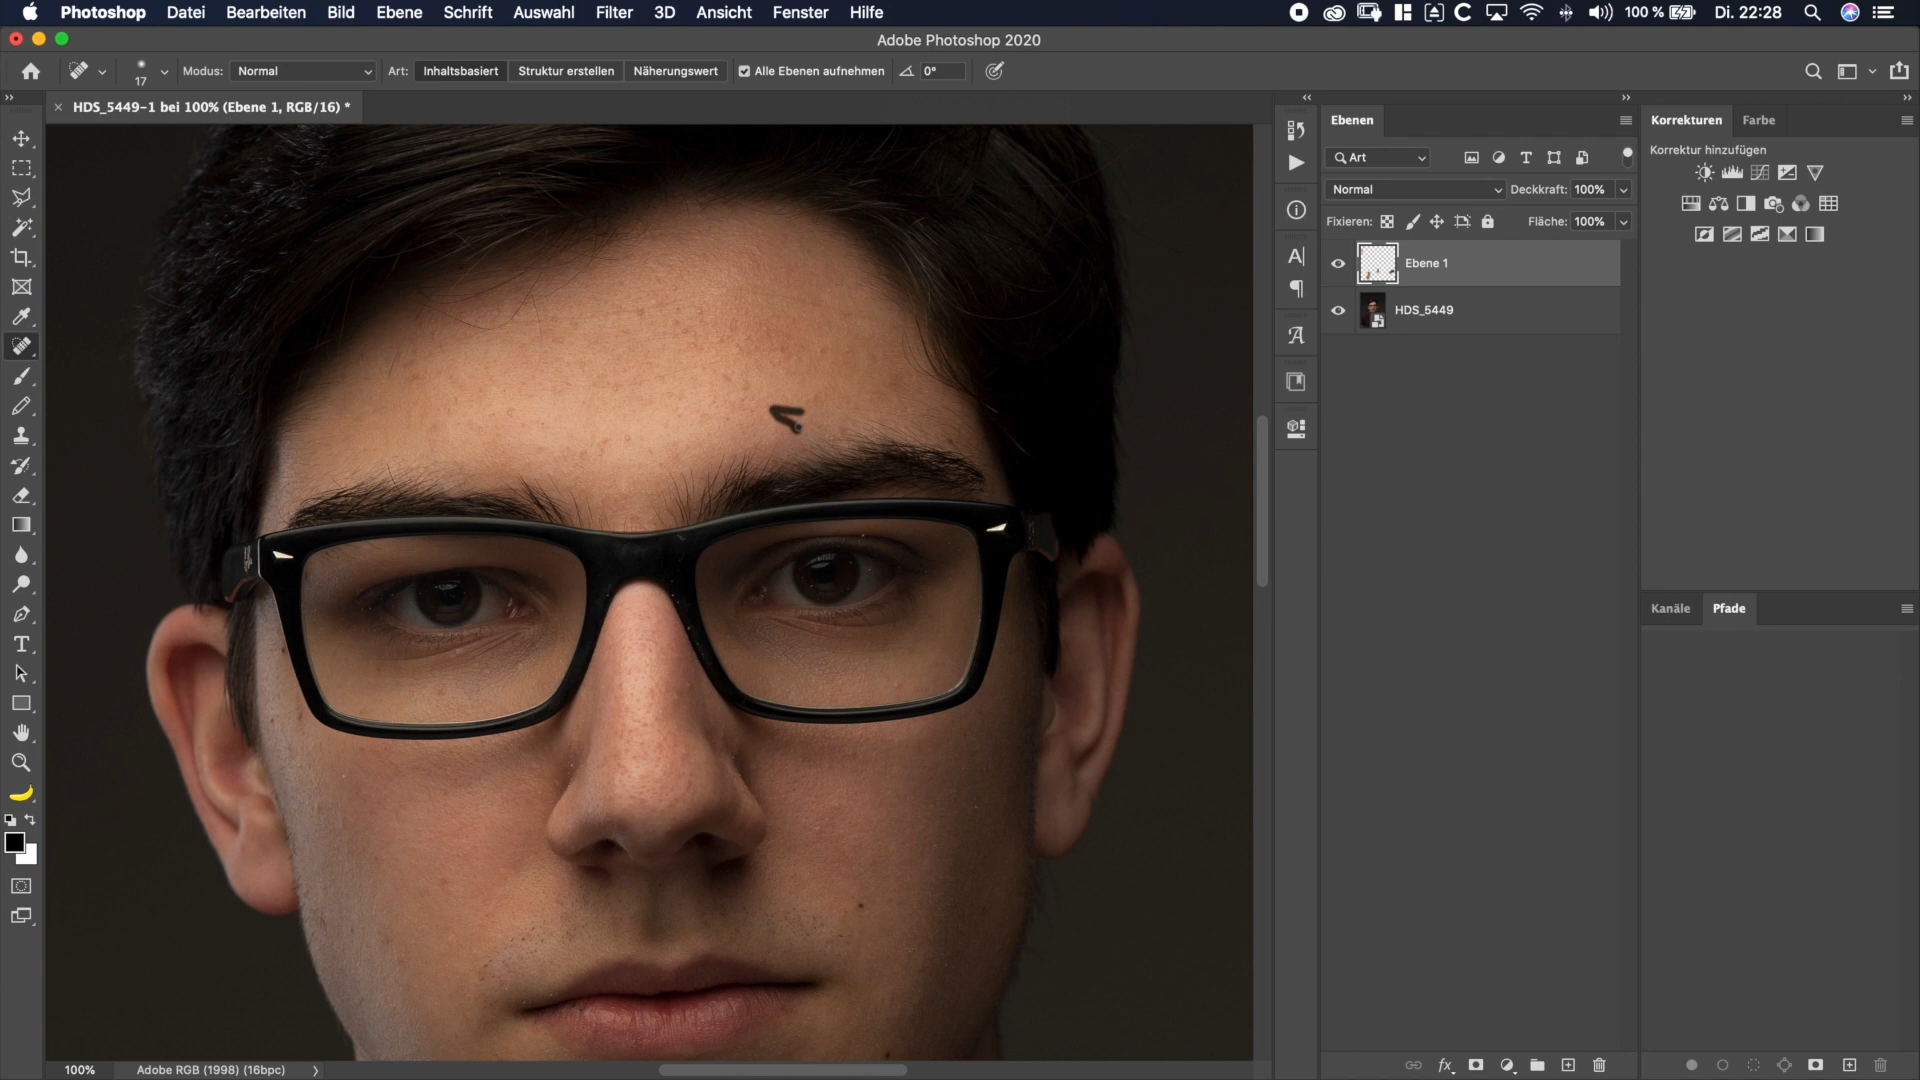 Photoshop Datei Bearbeiten Bild Ebene Schrift Auswahl Filter 3D Ansicht Fenster Hilfe 100 % Di. 22:28
Adobe Photoshop 2020
17 Modus: Normal Art: Inhaltsbasiert Struktur erstellen Näherungswert Alle Ebenen aufnehmen 0°
HDS_5449-1 bei 100% (Ebene 1, RGB/16) *
Ebenen
Art
Normal Deckkraft: 100%
Fixieren: Fläche: 100%
Ebene 1
HDS_5449
Korrekturen Farbe
Korrektur hinzufügen
Kanäle Pfade
100% Adobe RGB (1998) (16bpc)